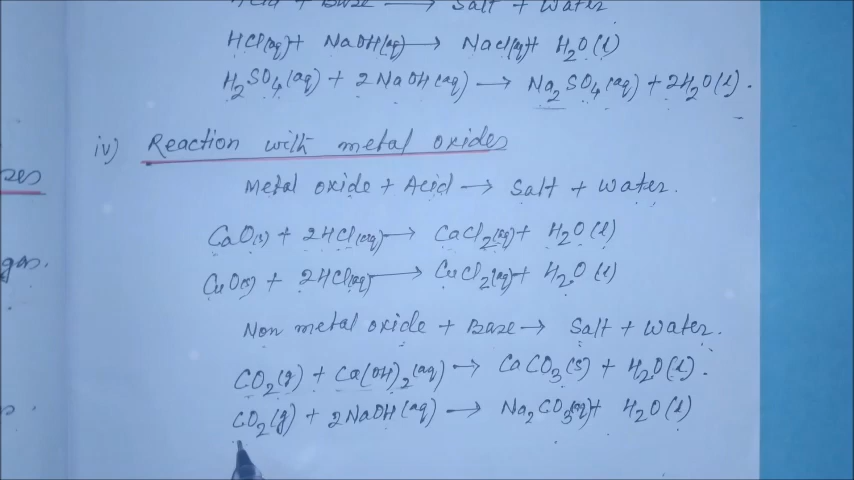 Acid + Base → Salt + Water
HCl(aq)+ NaOH(aq) → NaCl(aq)+ H2O(l)
H2SO4(aq) + 2NaOH(aq) → Na2SO4(aq) + 2H2O(l).
iv) Reaction with metal oxides
Metal oxide + Acid → Salt + Water.
CaO(s) + 2HCl(aq) → CaCl2(aq)+ H2O(l)
CuO(s) + 2HCl(aq) → CuCl2(aq)+ H2O(l)
Non metal oxide + Base → Salt + Water.
CO2(g) + Ca(OH)2(aq) → CaCO3(s) + H2O(l).
CO2(g) + 2NaOH(aq) → Na2CO3(aq)+ H2O(l)
gas.